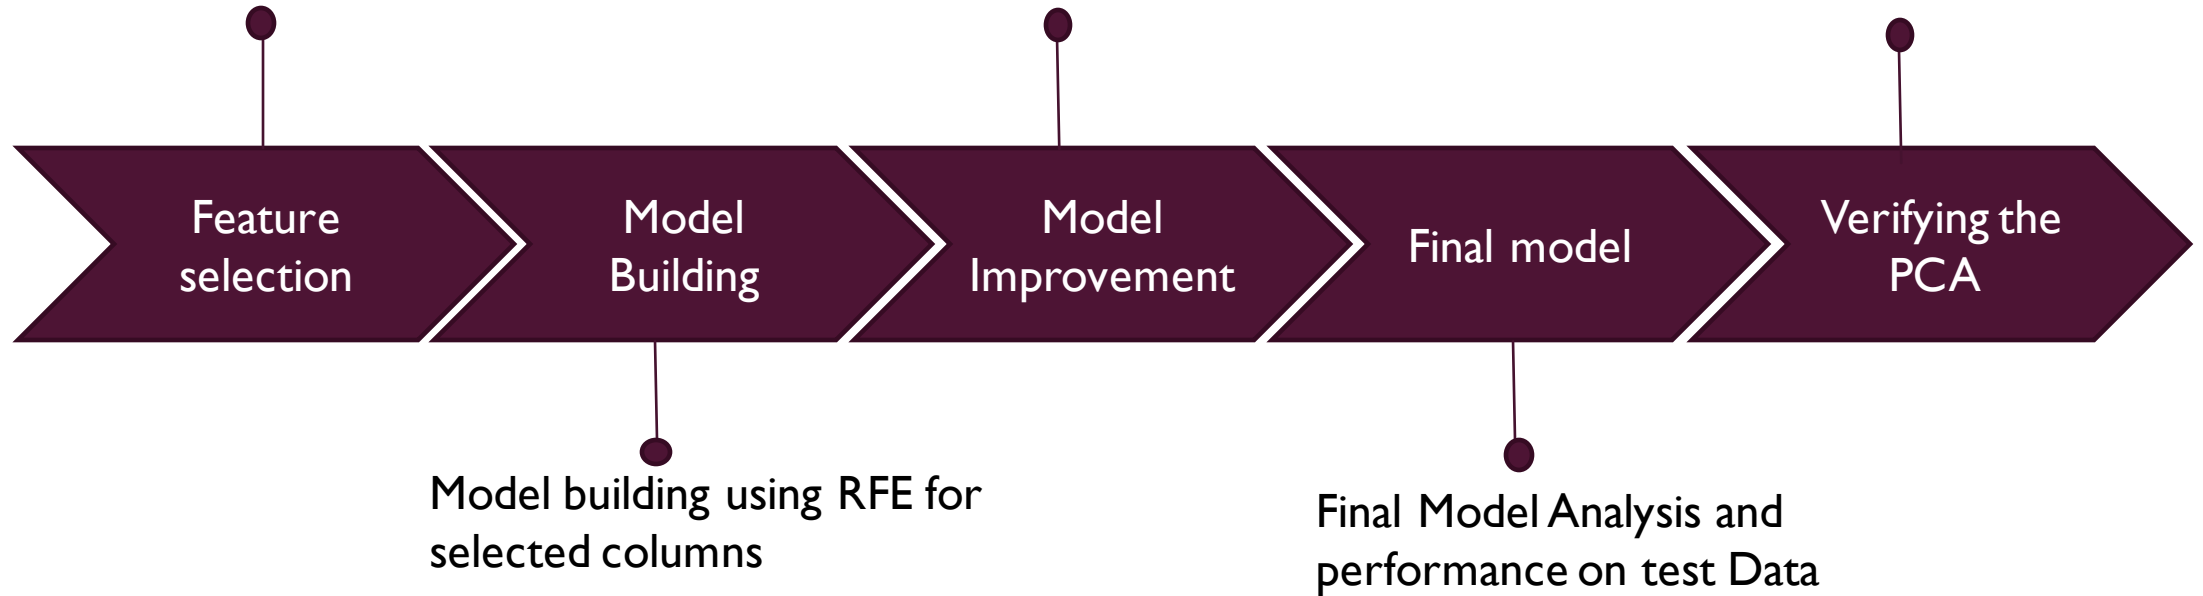 Feature
selection
Model
Building
Model
Improvement
Final model
Verifying the
PCA
Model building using RFE for
selected columns
Final Model Analysis and
performance on test Data